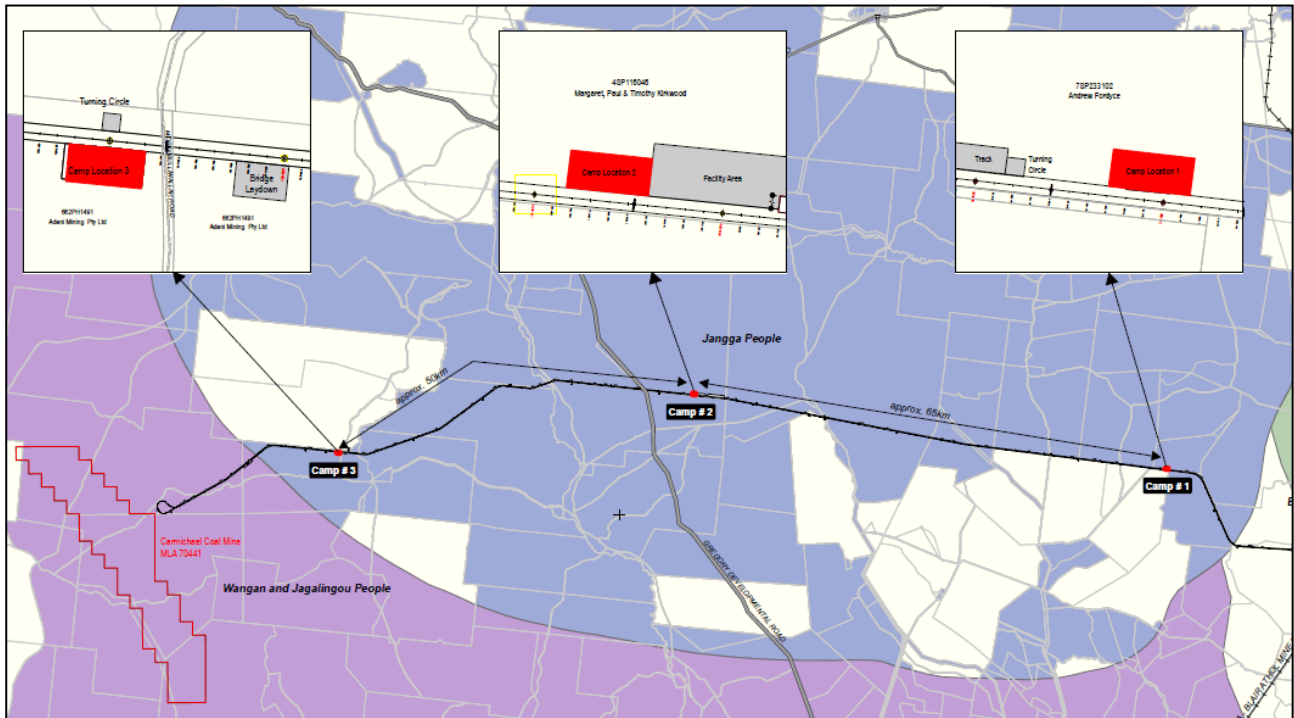 Turning Circle
Camp Location 3
Bridge
Laydown
662PH1491
Adani Mining Pty Ltd
662PH1491
Adani Mining Pty Ltd
4SP116046
Margaret, Paul & Timothy Kirkwood
Camp Location 2
Facility Area
7SP233102
Andrew Fordyce
Track
Turning
Circle
Camp Location 1
Jangga People
approx. 50km
Camp # 2
approx. 65km
Camp # 3
Camp # 1
Carmichael Coal Mine
MLA 70441
Wangan and Jagalingou People
GREGORY DEVELOPMENTAL ROAD
BLAIR ATHOL MINE